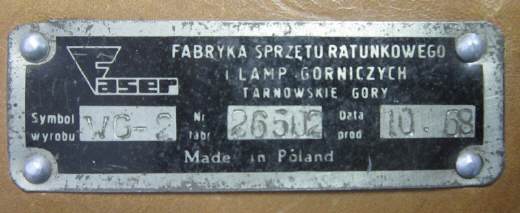 Faser
FABRYKA SPRZĘTU RATUNKOWEGO
I LAMP GÓRNICZYCH
TARNOWSKIE GÓRY
Symbol wyrobu WG-2 Nr fabr 26502 Data prod 10.68
Made in Poland